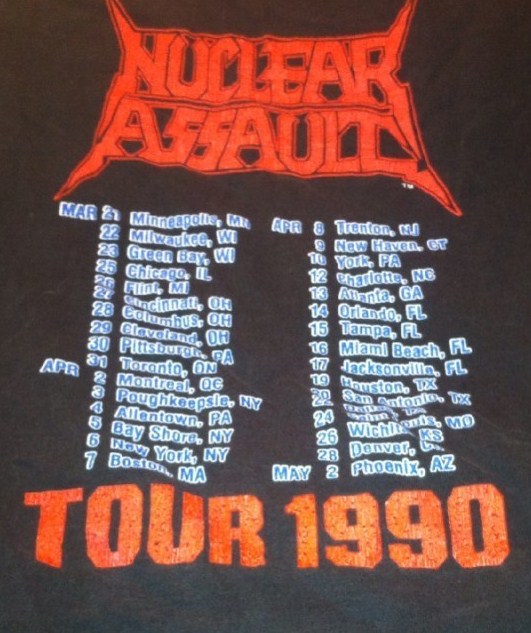 NUCLEAR
ASSAULT
TM
MAR 21 Minneapolis, MN
22 Milwaukee, WI
23 Green Bay, WI
25 Chicago, IL
26 Flint, MI
27 Cincinnati, OH
28 Columbus, OH
29 Cleveland, OH
30 Pittsburgh, PA
31 Toronto, ON
APR 2 Montreal, QC
3 Poughkeepsie, NY
4 Allentown, PA
5 Bay Shore, NY
6 New York, NY
7 Boston, MA
APR 8 Trenton, NJ
9 New Haven, CT
10 York, PA
12 Charlotte, NC
13 Atlanta, GA
14 Orlando, FL
15 Tampa, FL
16 Miami Beach, FL
17 Jacksonville, FL
19 Houston, TX
San Antonio, TX
22
24 Louis, MO
26 Wichita, KS
28 Denver,
MAY 2 Phoenix, AZ
TOUR 1990